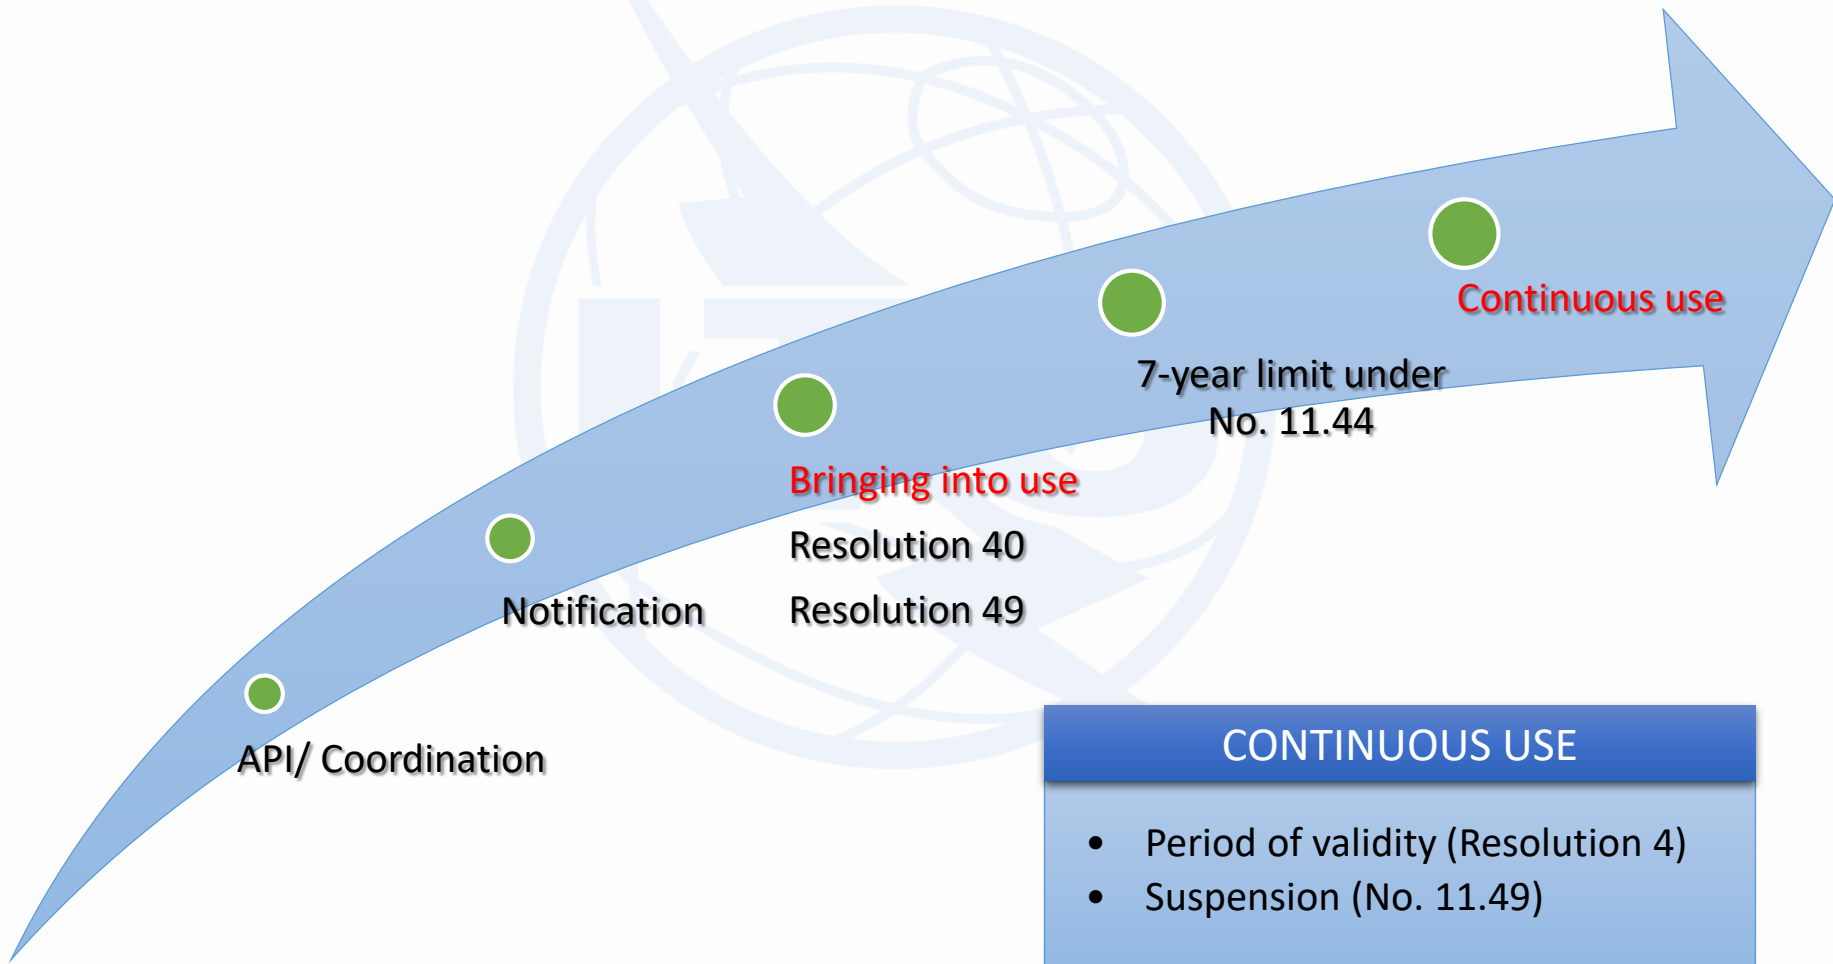 API/ Coordination
Notification
Bringing into use
Resolution 40
Resolution 49
7-year limit under
No. 11.44
Continuous use
CONTINUOUS USE
• Period of validity (Resolution 4)
• Suspension (No. 11.49)